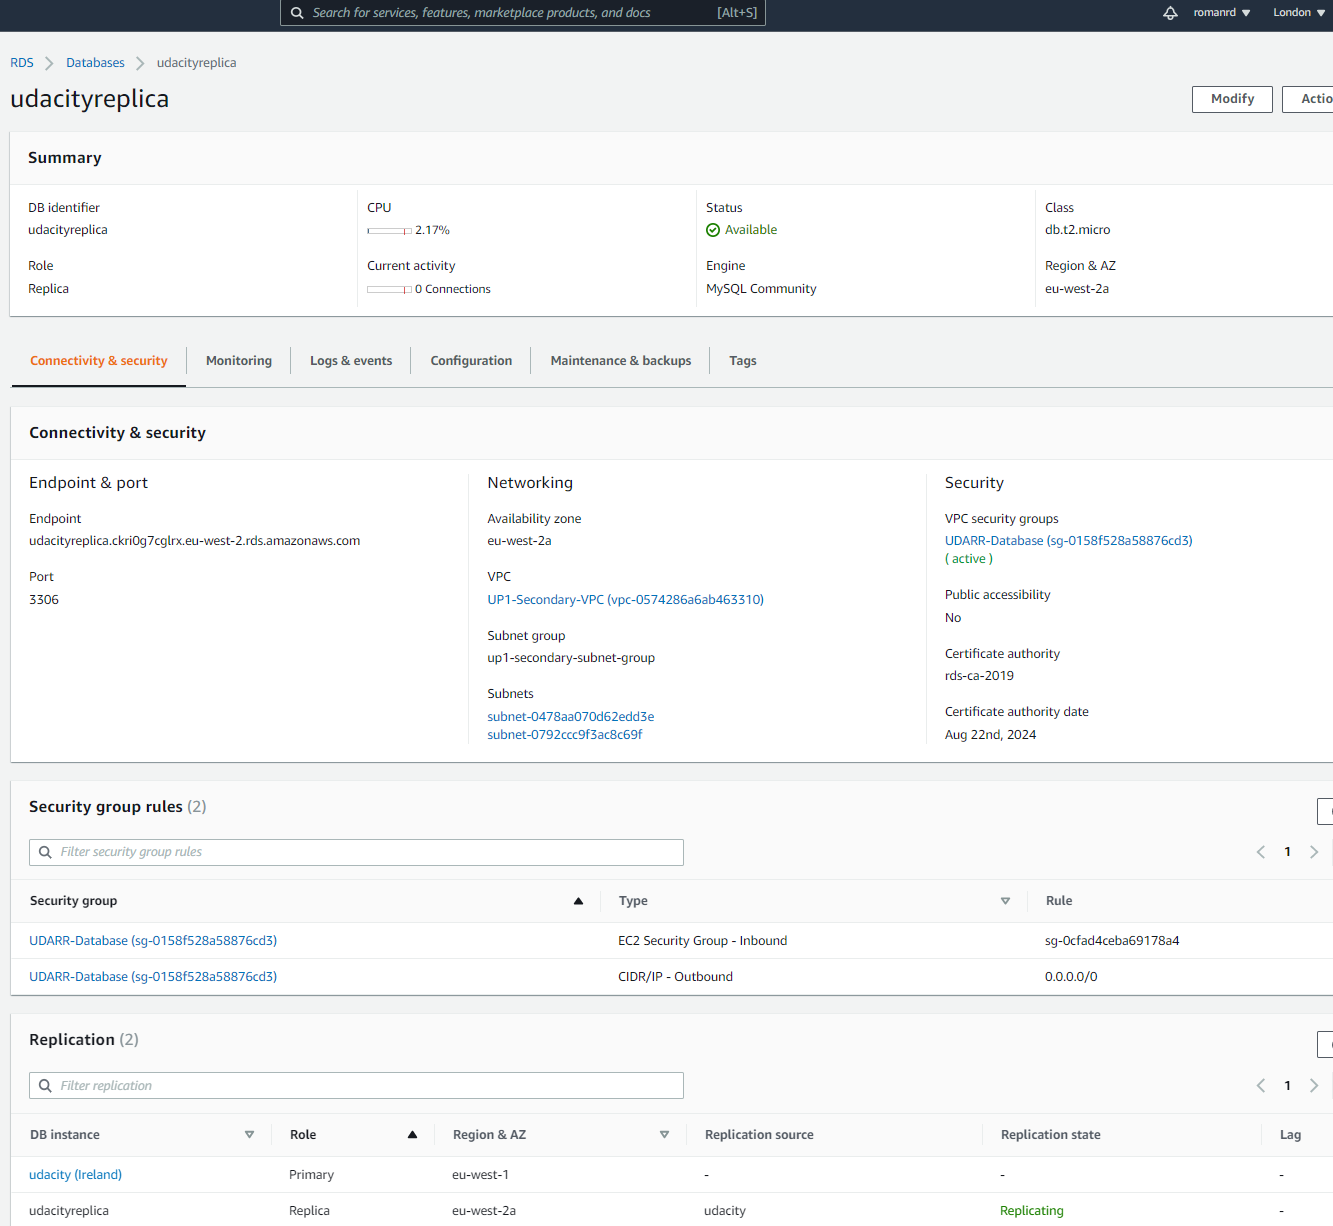 Search for services, features, marketplace products, and docs [Alt+S] romanrd London
RDS Databases udacityreplica
udacityreplica
Modify Actio
Summary
DB identifier CPU Status Class
udacityreplica 2.17% Available db.t2.micro
Role Current activity Engine Region & AZ
Replica 0 Connections MySQL Community eu-west-2a
Connectivity & security Monitoring Logs & events Configuration Maintenance & backups Tags
Connectivity & security
Endpoint & port
Endpoint
udacityreplica.ckri0g7cglrx.eu-west-2.rds.amazonaws.com
Port
3306
Networking
Availability zone
eu-west-2a
VPC
UP1-Secondary-VPC (vpc-0574286a6ab463310)
Subnet group
up1-secondary-subnet-group
Subnets
subnet-0478aa070d62edd3e
subnet-0792ccc9f3ac8c69f
Security
VPC security groups
UDARR-Database (sg-0158f528a58876cd3)
( active )
Public accessibility
No
Certificate authority
rds-ca-2019
Certificate authority date
Aug 22nd, 2024
Security group rules (2)
Filter security group rules
1
Security group Type Rule
UDARR-Database (sg-0158f528a58876cd3) EC2 Security Group - Inbound sg-0cfad4ceba69178a4
UDARR-Database (sg-0158f528a58876cd3) CIDR/IP - Outbound 0.0.0.0/0
Replication (2)
Filter replication
1
DB instance Role Region & AZ Replication source Replication state Lag
udacity (Ireland) Primary eu-west-1 - - -
udacityreplica Replica eu-west-2a udacity Replicating -